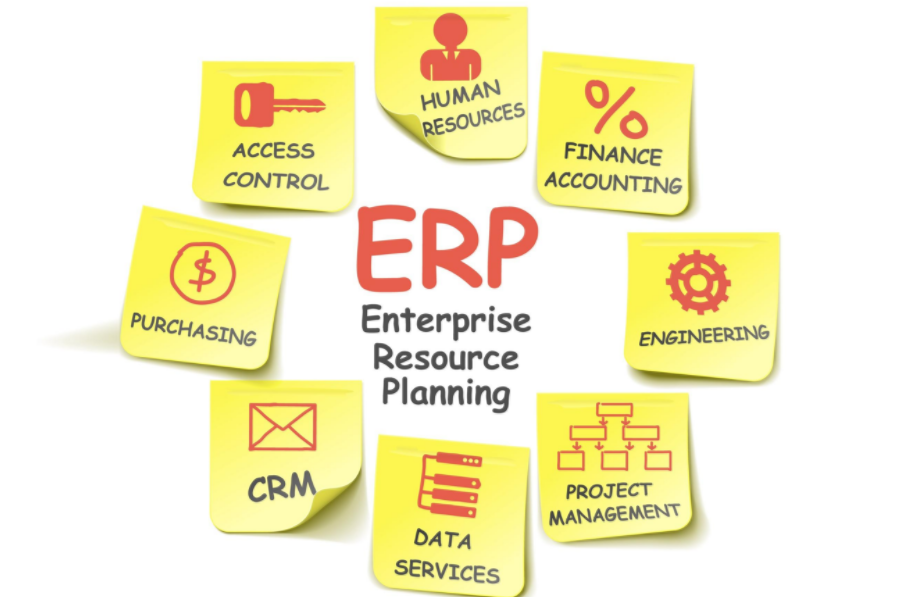 HUMAN
RESOURCES
ACCESS
CONTROL
FINANCE
ACCOUNTING
ERP
Enterprise
Resource
Planning
PURCHASING
$
ENGINEERING
CRM
PROJECT
MANAGEMENT
DATA
SERVICES
%